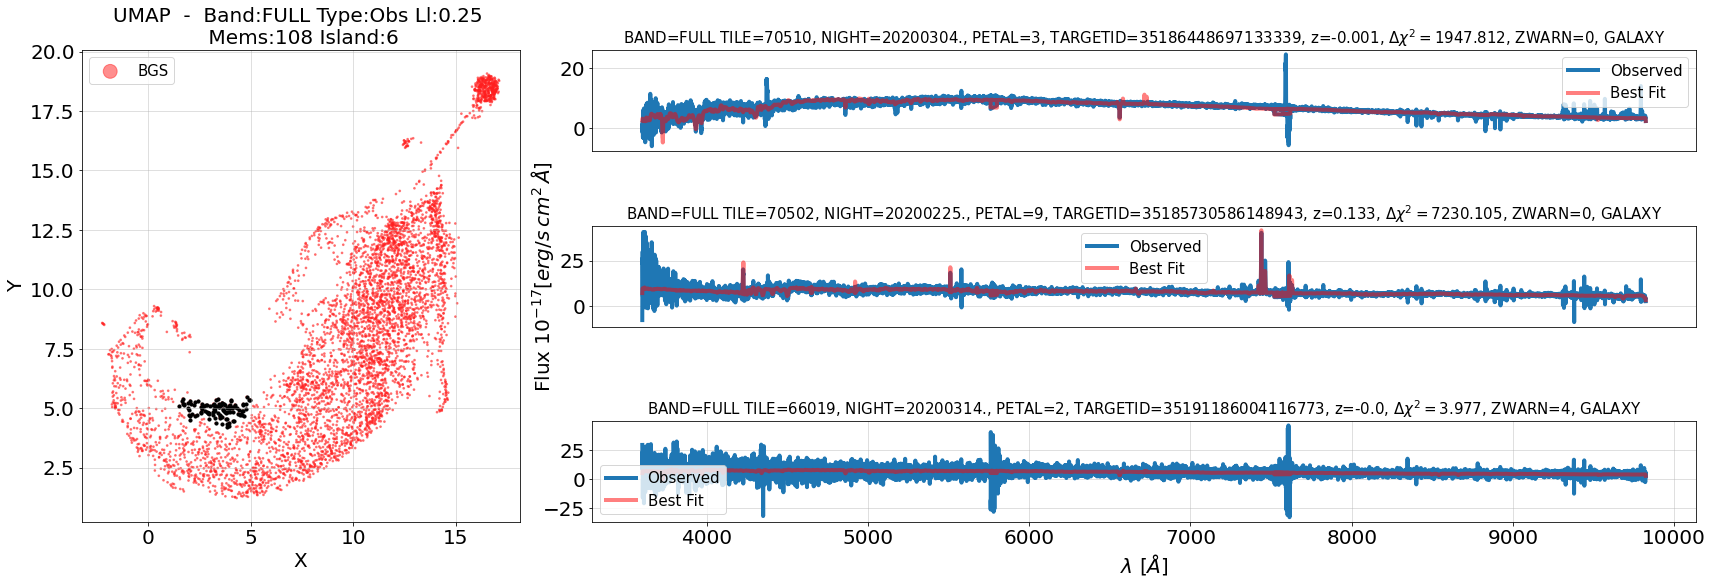 UMAP - Band:FULL Type:Obs Ll:0.25
Mems:108 Island:6
20.0
17.5
15.0
12.5
10.0
7.5
5.0
2.5
Y
BGS
0
5
10
15
X
Flux 10⁻¹⁷[erg/s cm² Å]
BAND=FULL TILE=70510, NIGHT=20200304., PETAL=3, TARGETID=35186448697133339, z=-0.001, Δχ² = 1947.812, ZWARN=0, GALAXY
20
0
Observed
Best Fit
BAND=FULL TILE=70502, NIGHT=20200225., PETAL=9, TARGETID=35185730586148943, z=0.133, Δχ² = 7230.105, ZWARN=0, GALAXY
25
0
Observed
Best Fit
BAND=FULL TILE=66019, NIGHT=20200314., PETAL=2, TARGETID=35191186004116773, z=-0.0, Δχ² = 3.977, ZWARN=4, GALAXY
25
0
−25
Observed
Best Fit
4000
5000
6000
7000
8000
9000
10000
λ [Å]